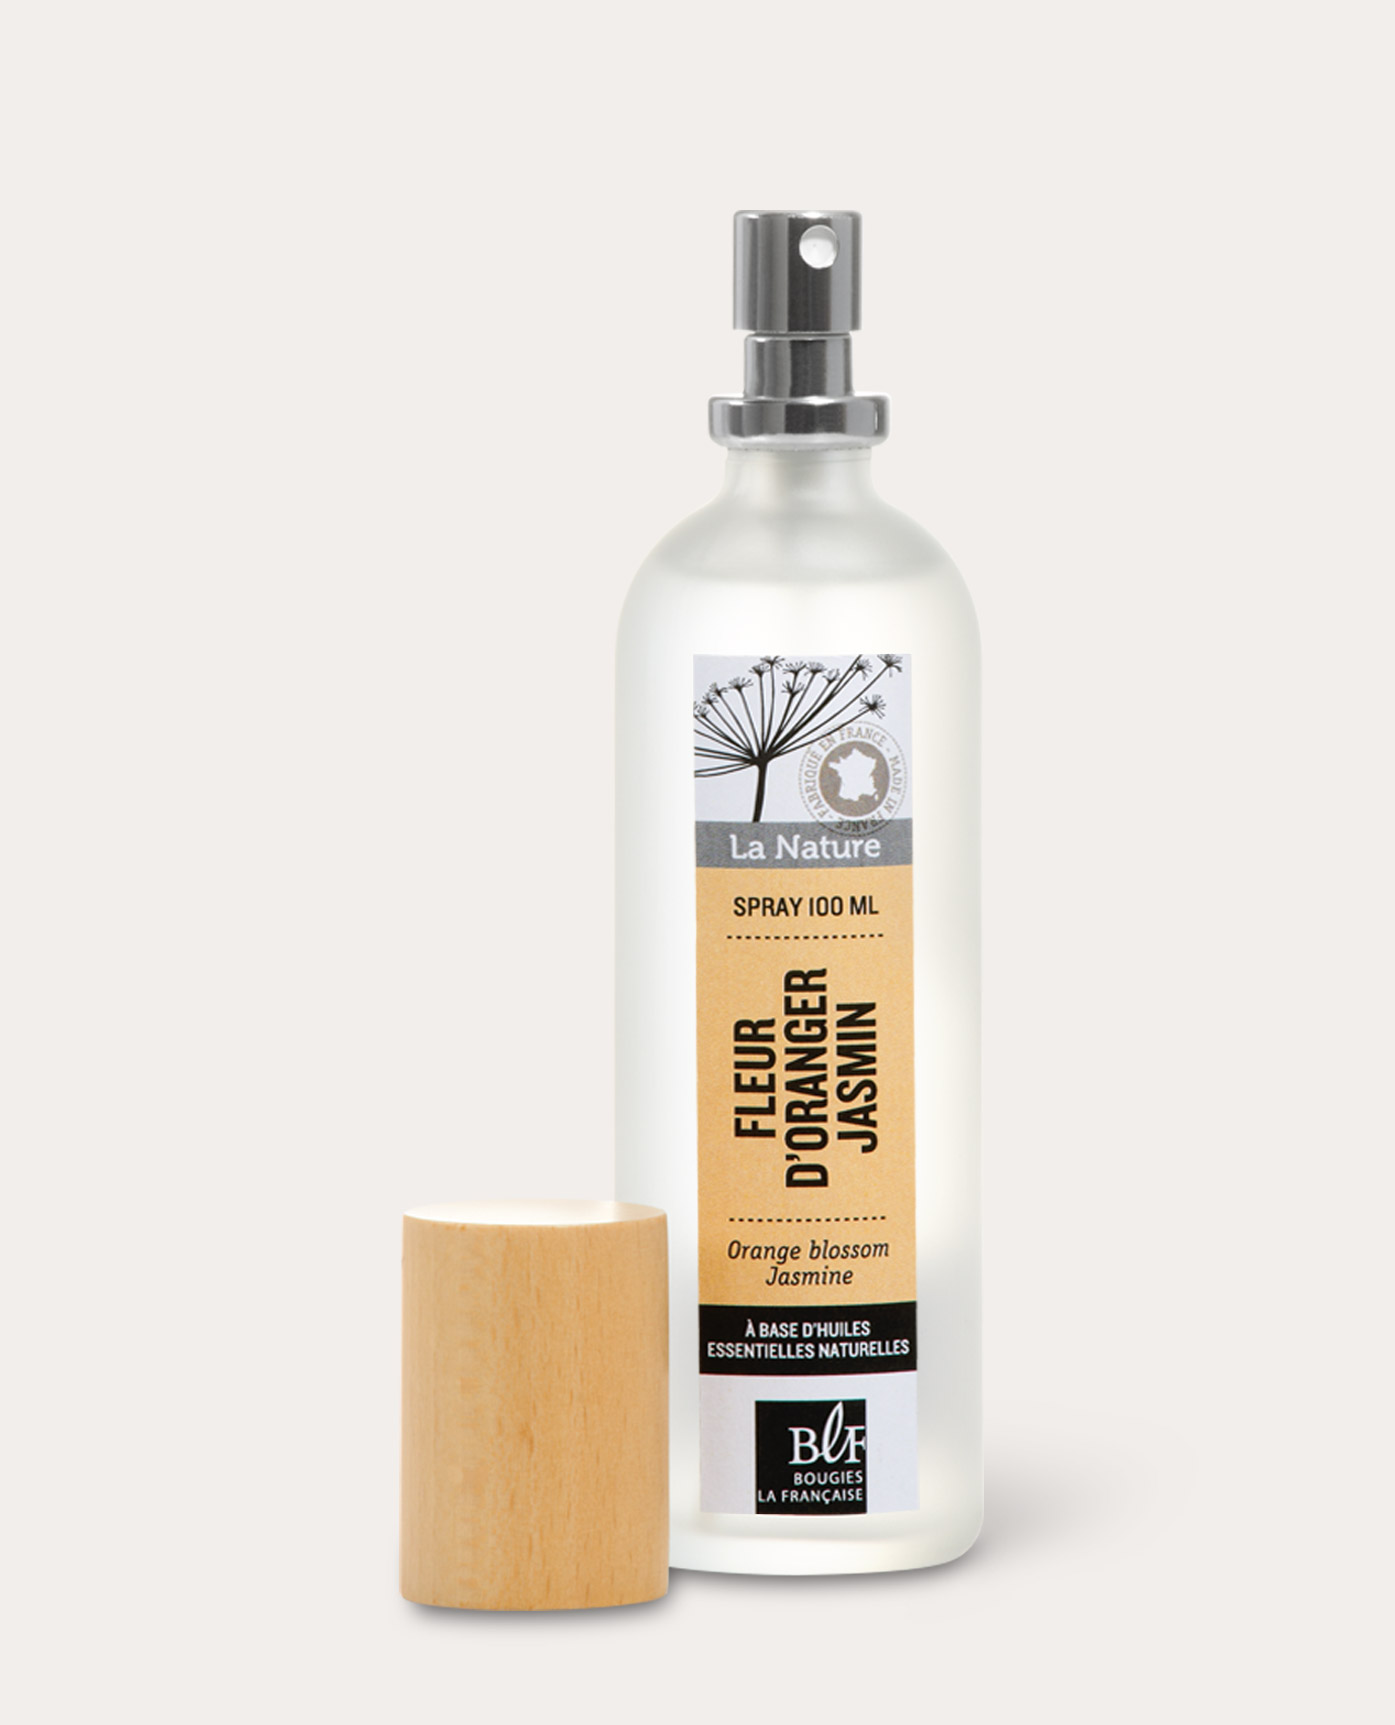 FABRIQUÉ EN FRANCE - MADE IN FRANCE -
La Nature
SPRAY 100 ML
FLEUR
D'ORANGER
JASMIN
Orange blossom
Jasmine
À BASE D'HUILES
ESSENTIELLES NATURELLES
BlF
BOUGIES
LA FRANÇAISE